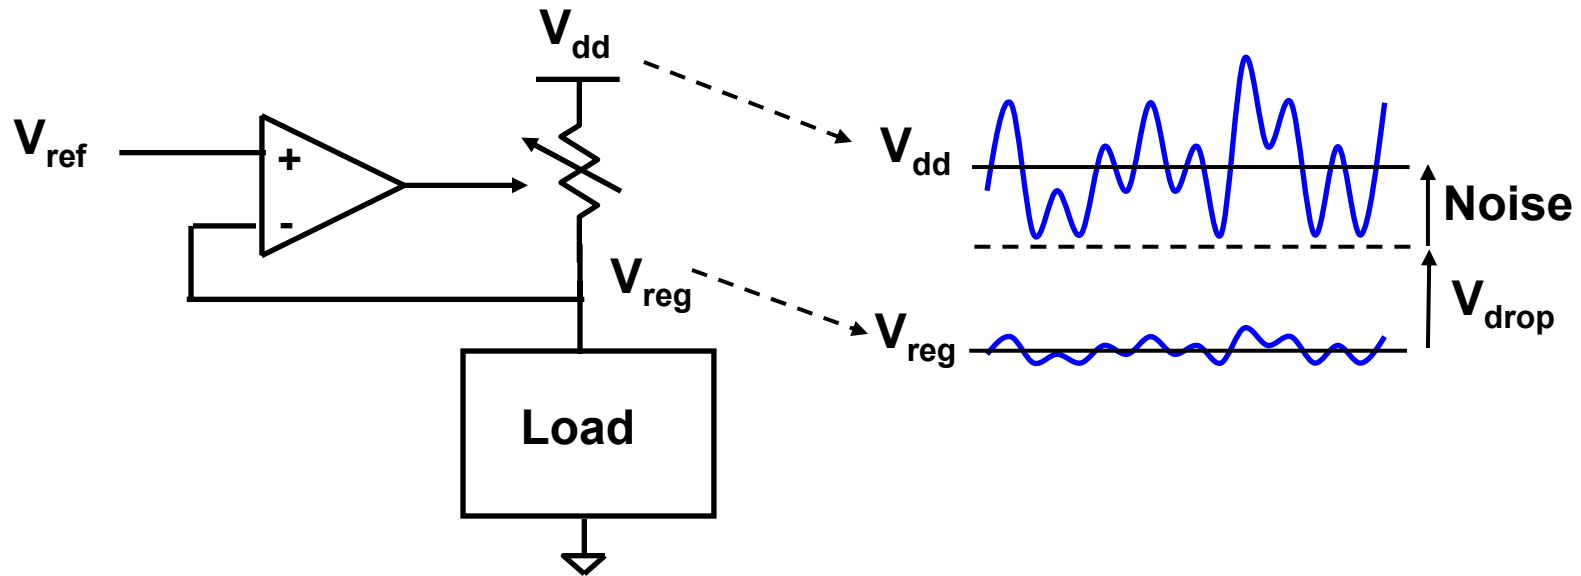 Vdd
Vref
+
-
Vreg
Load
Vdd
Noise
Vdrop
Vreg